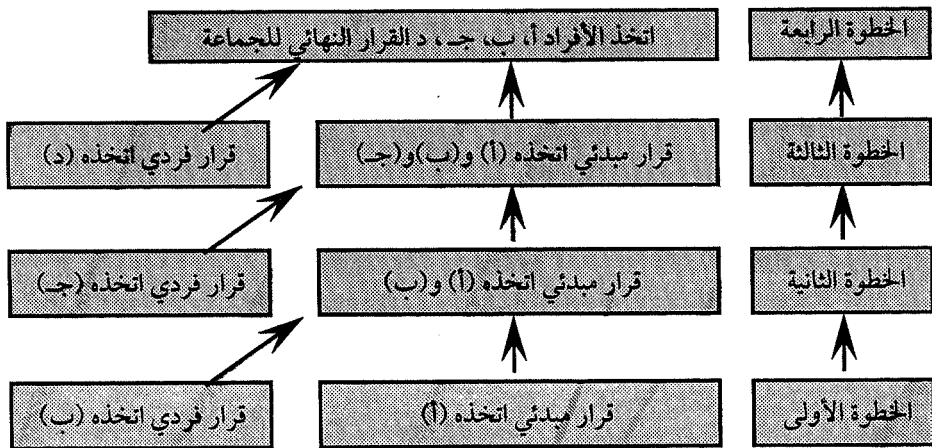 الخطوة الرابعة
اتخذ الأفراد أ، ب، جـ، د القرار النهائي للجماعة
الخطوة الثالثة
قرار مبدئي اتخذه (أ) و(ب) و(جـ)
قرار فردي اتخذه (د)
الخطوة الثانية
قرار مبدئي اتخذه (أ) و(ب)
قرار فردي اتخذه (جـ)
الخطوة الأولى
قرار مبدئي اتخذه (أ)
قرار فردي اتخذه (ب)